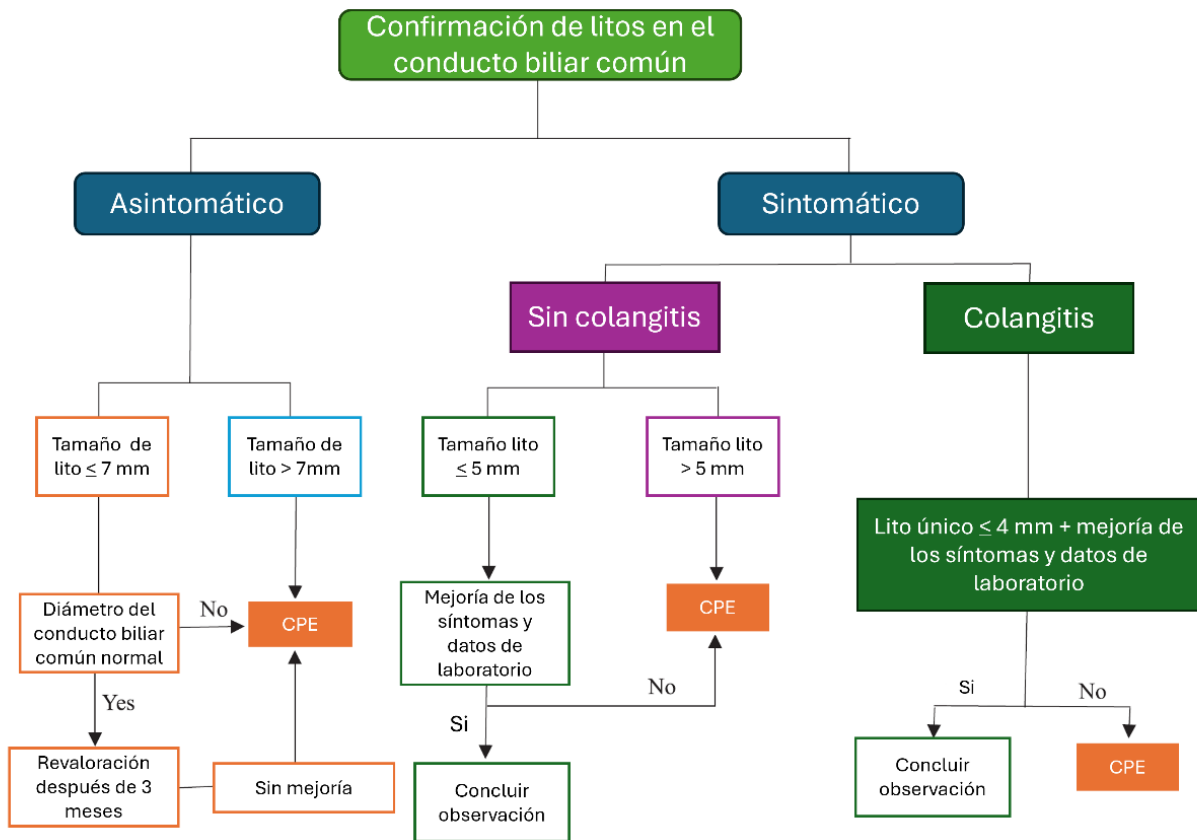 Confirmación de litos en el
conducto biliar común
Asintomático
Sintomático
Sin colangitis
Colangitis
Tamaño de
lito ≤ 7 mm
Tamaño de
lito > 7mm
Tamaño lito
≤ 5 mm
Tamaño lito
> 5 mm
Lito único ≤ 4 mm + mejoría de
los síntomas y datos de
laboratorio
Diámetro del
conducto biliar
común normal
No
CPE
Mejoría de los
síntomas y
datos de
laboratorio
CPE
No
Yes
Si
Si
No
Revaloración
después de 3
meses
Sin mejoría
Concluir
observación
Concluir
observación
CPE